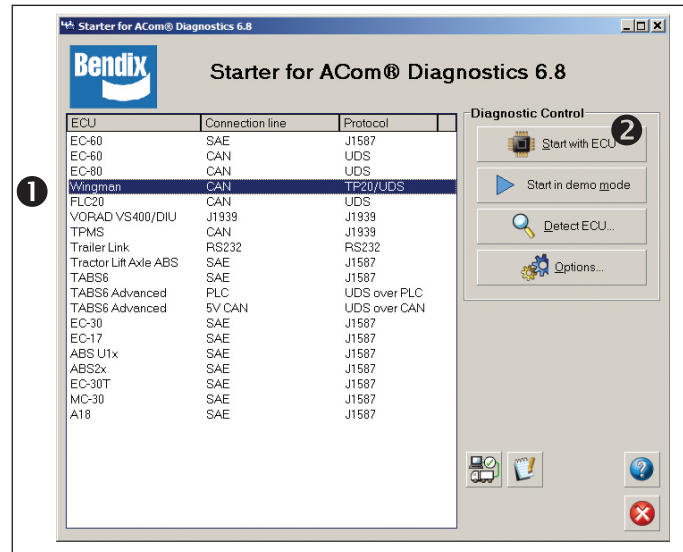 Starter for ACom® Diagnostics 6.8
Bendix
Starter for ACom® Diagnostics 6.8
ECU Connection line Protocol
EC-60 SAE J1587
EC-60 CAN UDS
EC-80 CAN UDS
Wingman CAN TP20/UDS
FLC20 CAN UDS
VORAD VS400/DIU J1939 J1939
TPMS CAN J1939
Trailer Link RS232 RS232
Tractor Lift Axle ABS SAE J1587
TABS6 SAE J1587
TABS6 Advanced PLC UDS over PLC
TABS6 Advanced 5V CAN UDS over CAN
EC-30 SAE J1587
EC-17 SAE J1587
ABS U1x SAE J1587
ABS2x SAE J1587
EC-30T SAE J1587
MC-30 SAE J1587
A18 SAE J1587
1
Diagnostic Control
Start with ECU
2
Start in demo mode
Detect ECU...
Options...
?